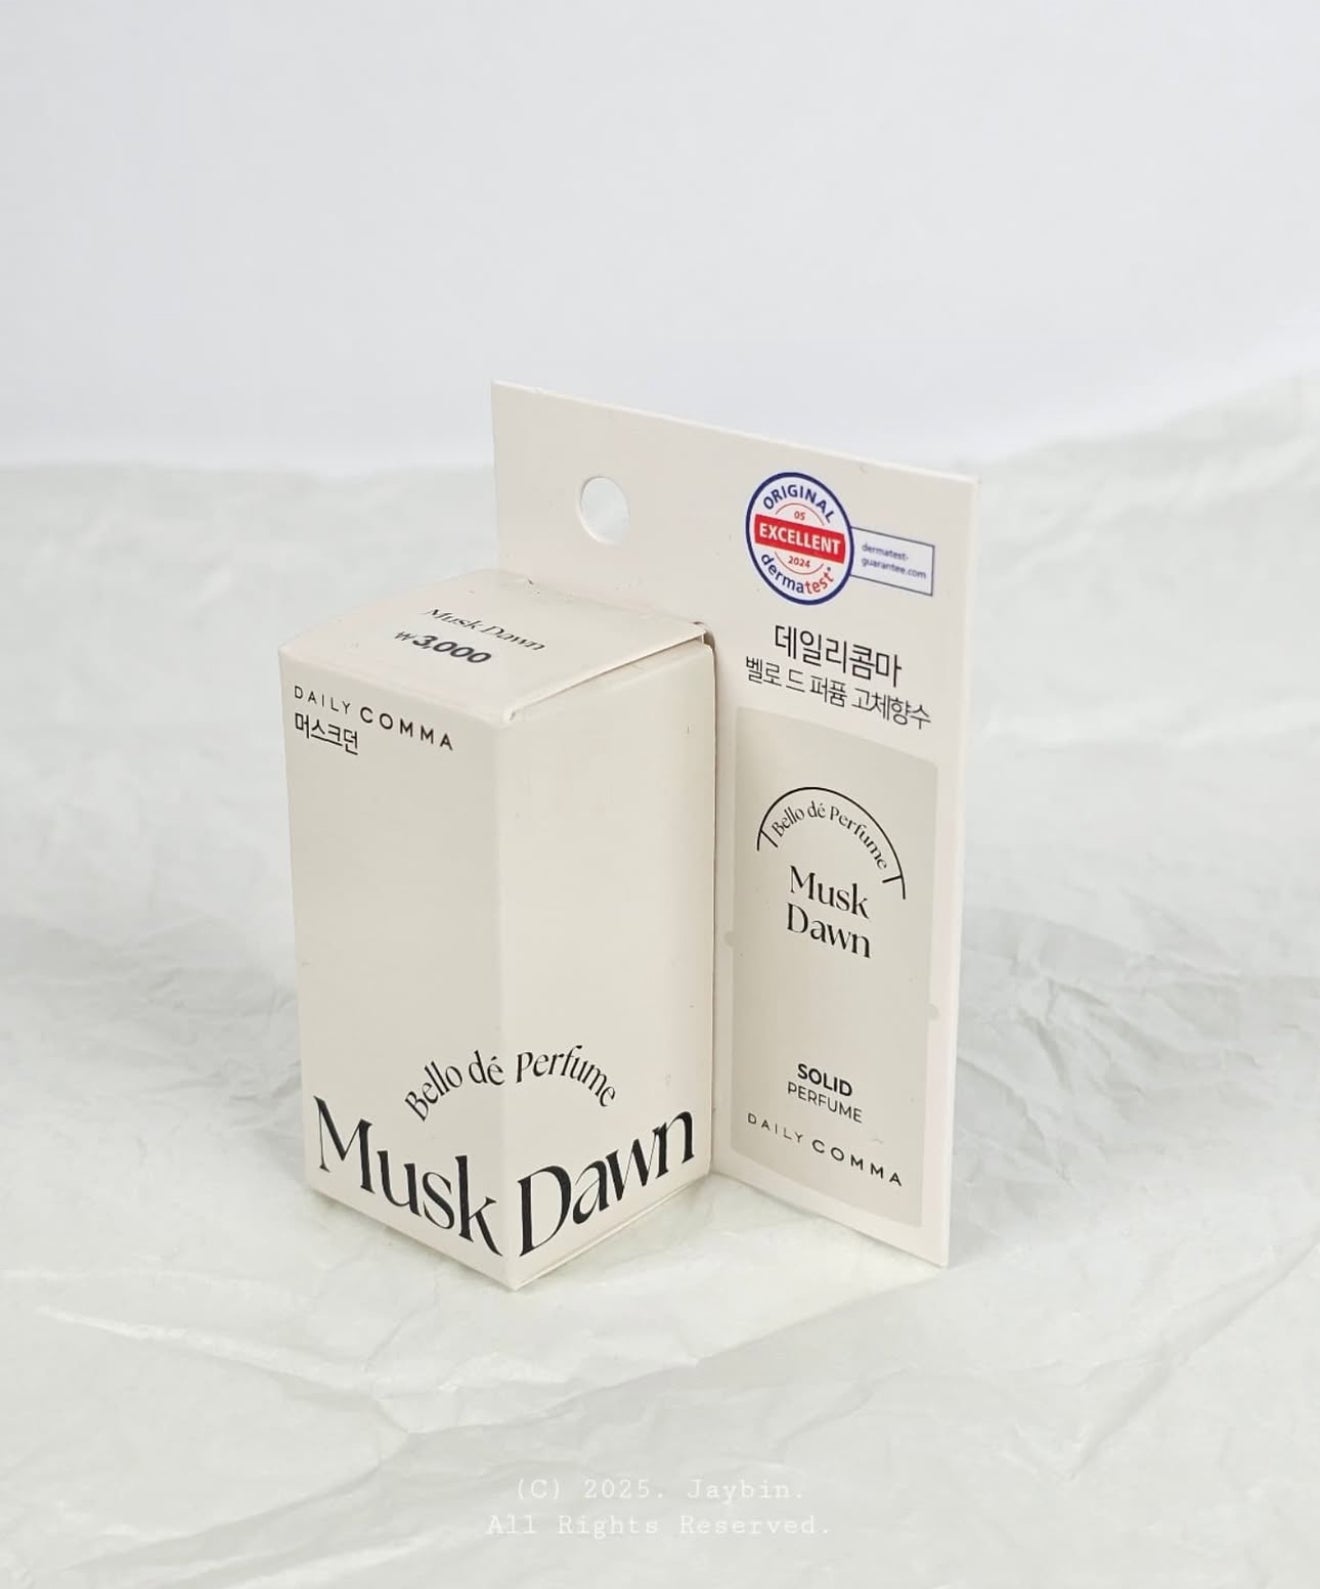 ORIGINAL
05
EXCELLENT
2024
dermatest
dermatest-
guarantee.com
데일리콤마
벨로 드 퍼퓸 고체향수
Bello dé Perfume
Musk
Dawn
SOLID
PERFUME
DAILY COMMA
Musk Dawn
₩3,000
DAILY COMMA
머스크던
Bello dé Perfume
Musk Dawn
(C) 2025. Jaybin.
All Rights Reserved.